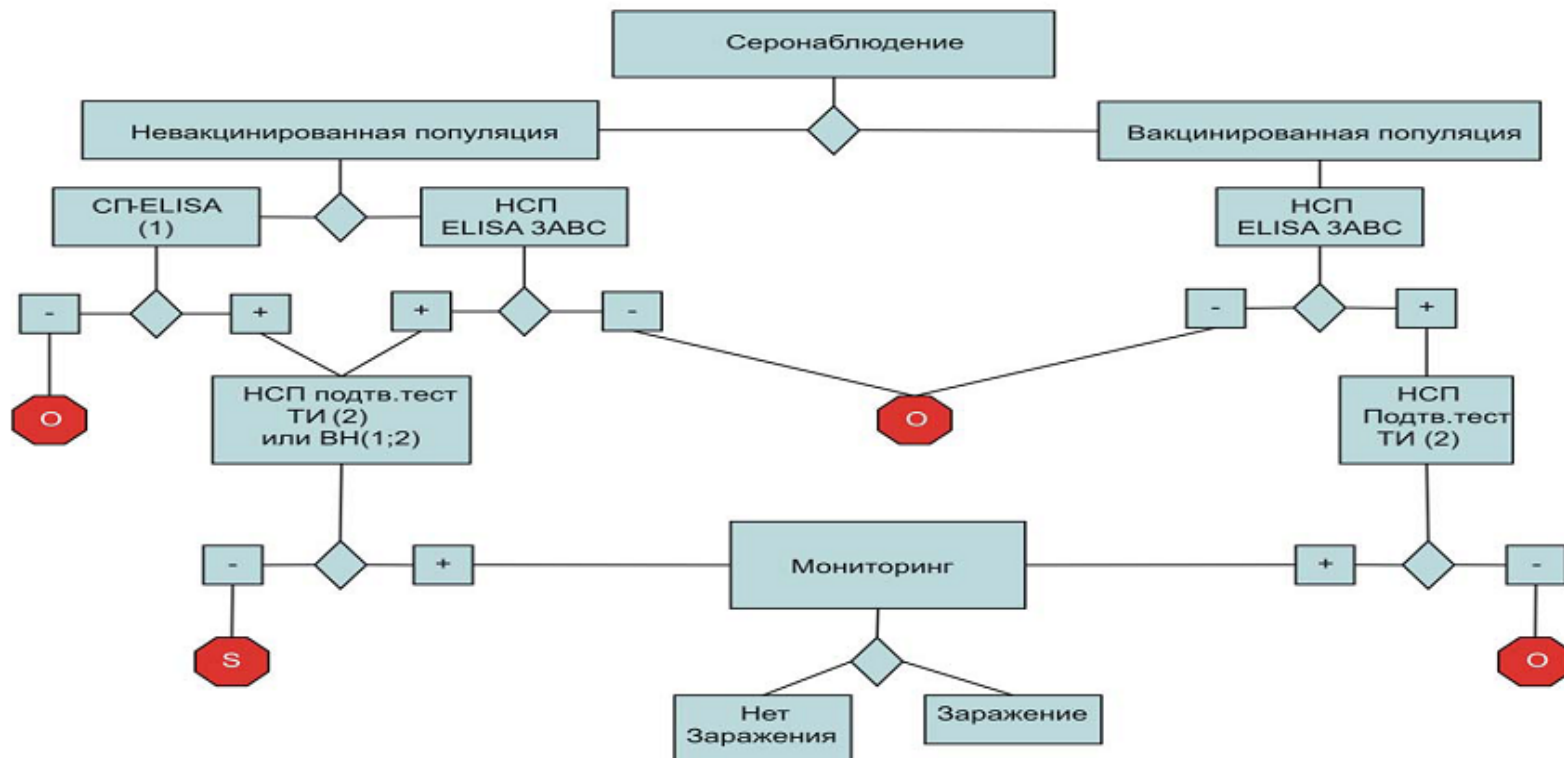 Серонаблюдение
Невакцинированная популяция
Вакцинированная популяция
СП-ELISA
(1)
НСП
ELISA 3ABC
НСП
ELISA 3ABC
-
+
+
-
-
+
О
НСП подтв.тест
ТИ (2)
или ВН(1;2)
О
НСП
Подтв.тест
ТИ (2)
-
+
Мониторинг
+
-
S
О
Нет
Заражения
Заражение